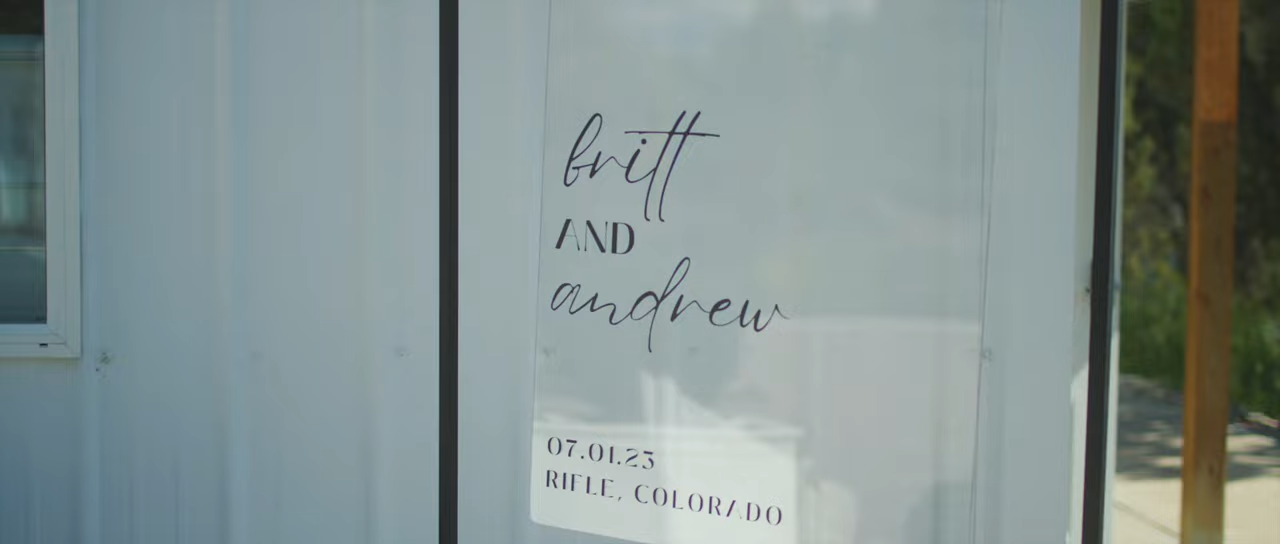 britt
AND
andrew
07.01.23
RIFLE, COLORADO